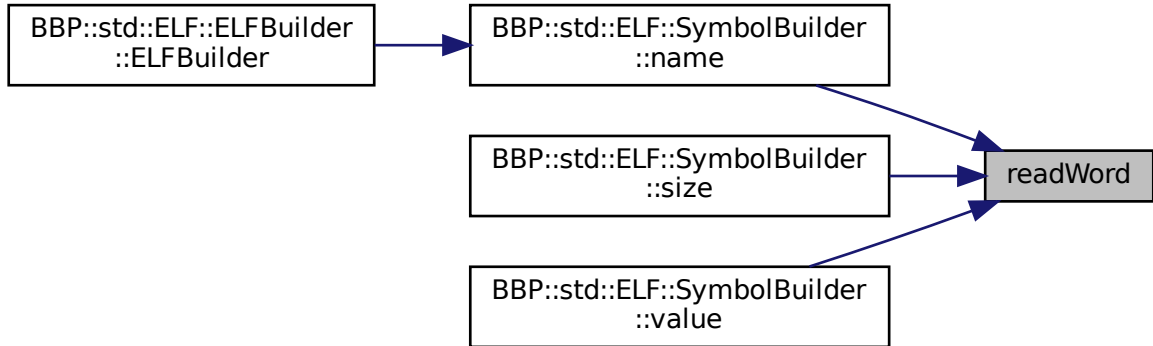 BBP::std::ELF::ELFBuilder
::ELFBuilder
BBP::std::ELF::SymbolBuilder
::name
BBP::std::ELF::SymbolBuilder
::size
readWord
BBP::std::ELF::SymbolBuilder
::value